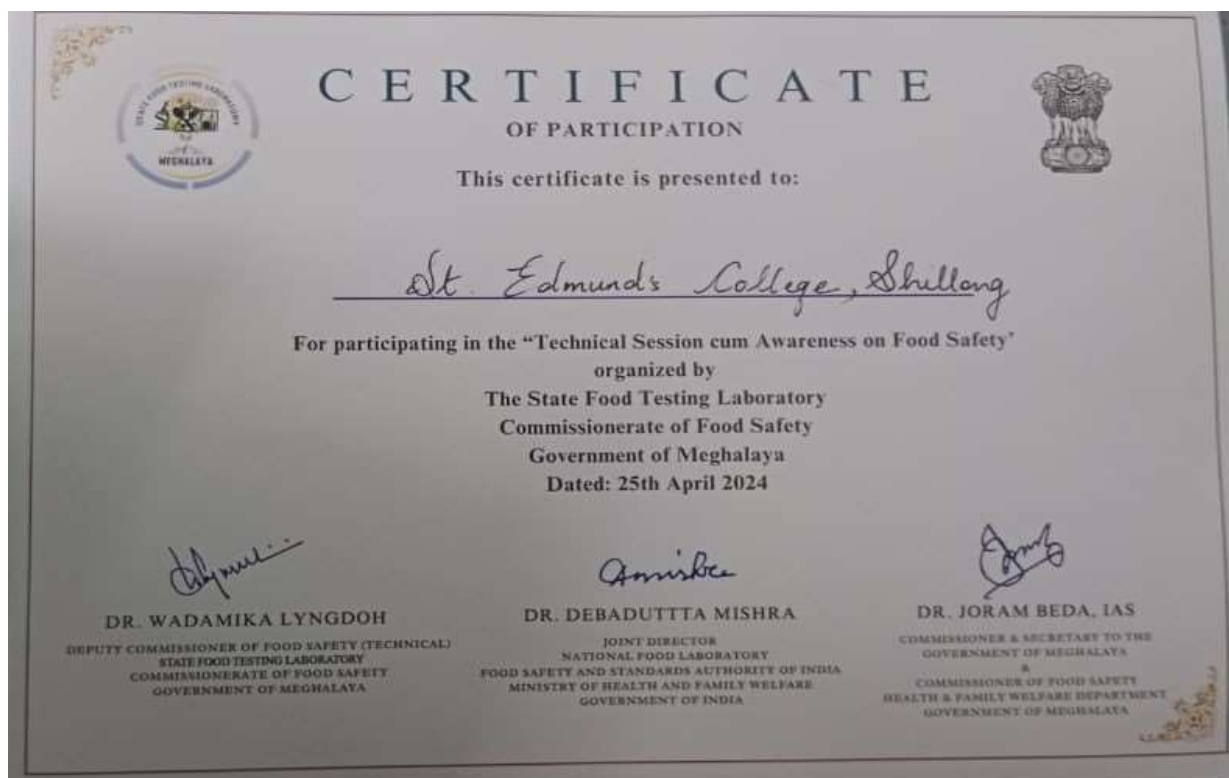 STATE FOOD TESTING LABORATORY
MEGHALAYA
CERTIFICATE
OF PARTICIPATION
This certificate is presented to:
St. Edmund's College, Shillong
For participating in the “Technical Session cum Awareness on Food Safety’
organized by
The State Food Testing Laboratory
Commissionerate of Food Safety
Government of Meghalaya
Dated: 25th April 2024
DR. WADAMIKA LYNGDOH
DEPUTY COMMISSIONER OF FOOD SAFETY (TECHNICAL)
STATE FOOD TESTING LABORATORY
COMMISSIONERATE OF FOOD SAFETY
GOVERNMENT OF MEGHALAYA
DR. DEBADUTTTA MISHRA
JOINT DIRECTOR
NATIONAL FOOD LABORATORY
FOOD SAFETY AND STANDARDS AUTHORITY OF INDIA
MINISTRY OF HEALTH AND FAMILY WELFARE
GOVERNMENT OF INDIA
DR. JORAM BEDA, IAS
COMMISSIONER & SECRETARY TO THE
GOVERNMENT OF MEGHALAYA
&
COMMISSIONER OF FOOD SAFETY
HEALTH & FAMILY WELFARE DEPARTMENT
GOVERNMENT OF MEGHALAYA